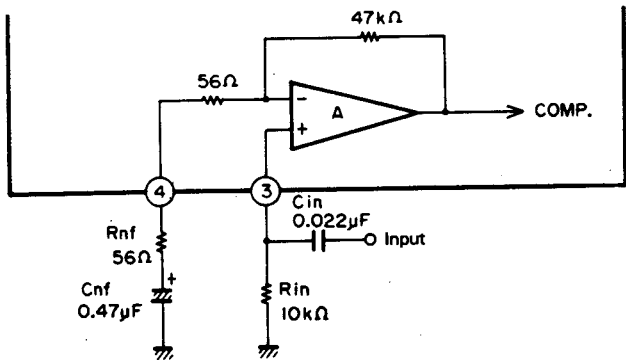 47kΩ
56Ω
−
A
+
COMP.
4
3
Cin
0.022μF
Input
Rnf
56Ω
+
Cnf
0.47μF
Rin
10kΩ